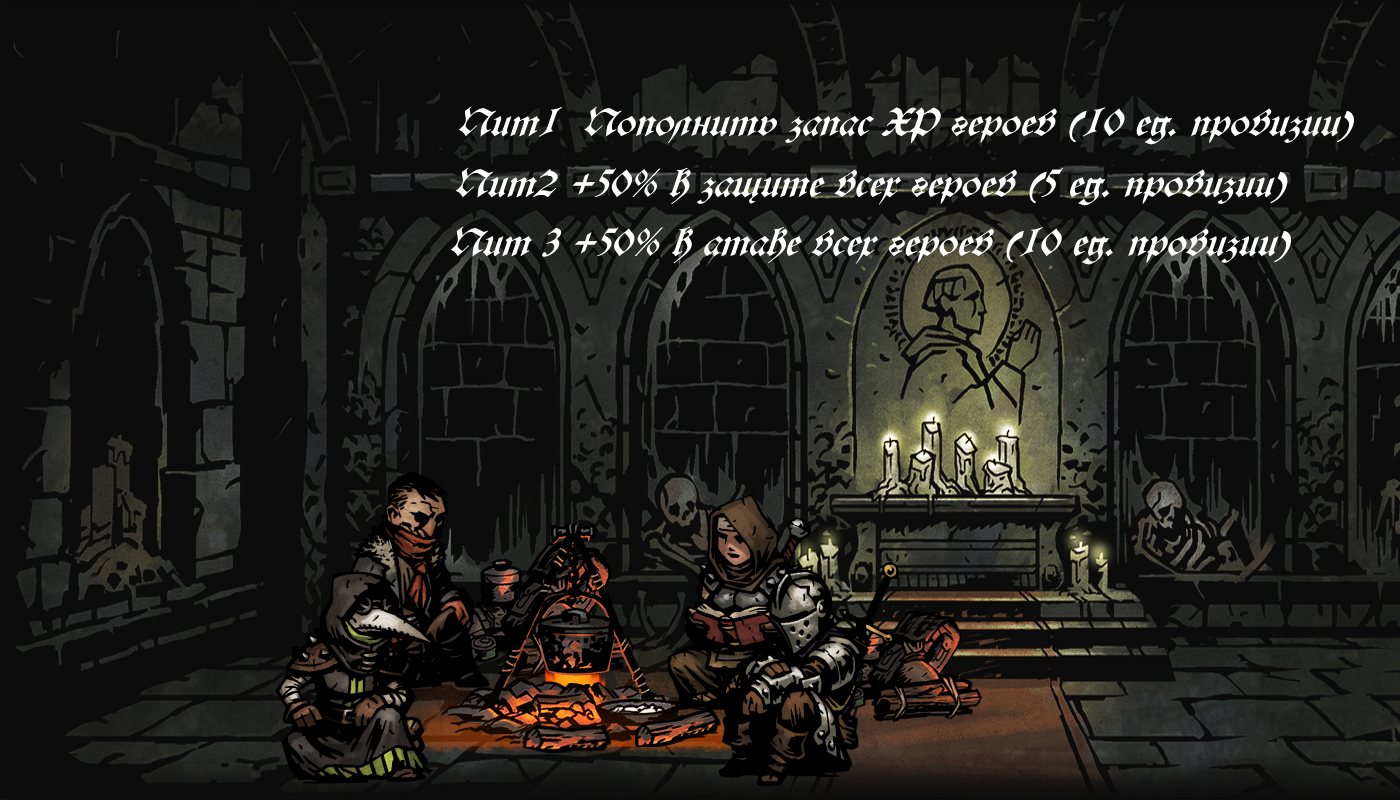 Пит1 Пополнить запас ХР героев (10 ед. провизии)
Пит2 +50% к защите всех героев (5 ед. провизии)
Пит 3 +50% к атаке всех героев (10 ед. провизии)